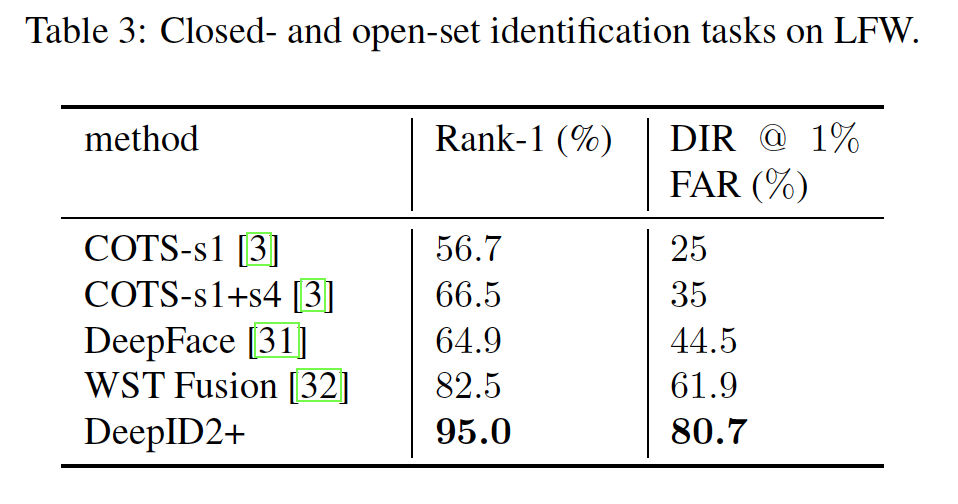 Table 3: Closed- and open-set identification tasks on LFW.
method Rank-1 (%) DIR @ 1%
FAR (%)
COTS-s1 [3] 56.7 25
COTS-s1+s4 [3] 66.5 35
DeepFace [31] 64.9 44.5
WST Fusion [32] 82.5 61.9
DeepID2+ 95.0 80.7